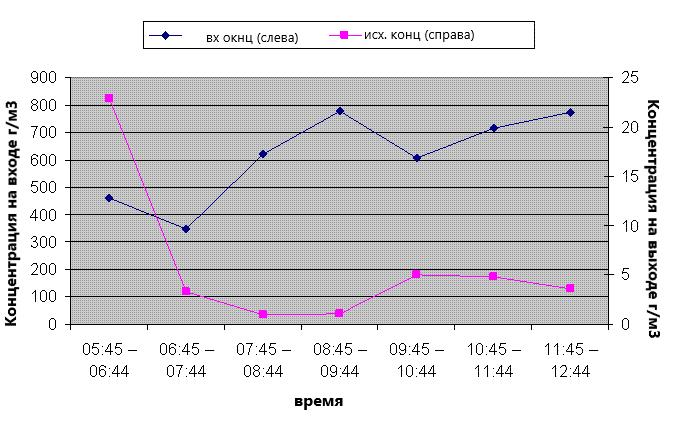 вх окнц (слева)
исх. конц (справа)
Концентрация на входе г/м3
900
800
700
600
500
400
300
200
100
0
25
20
15
10
5
0
Концентрация на выходе г/м3
05:45 – 06:45 – 07:45 – 08:45 – 09:45 – 10:45 – 11:45 –
06:44 07:44 08:44 09:44 10:44 11:44 12:44
время